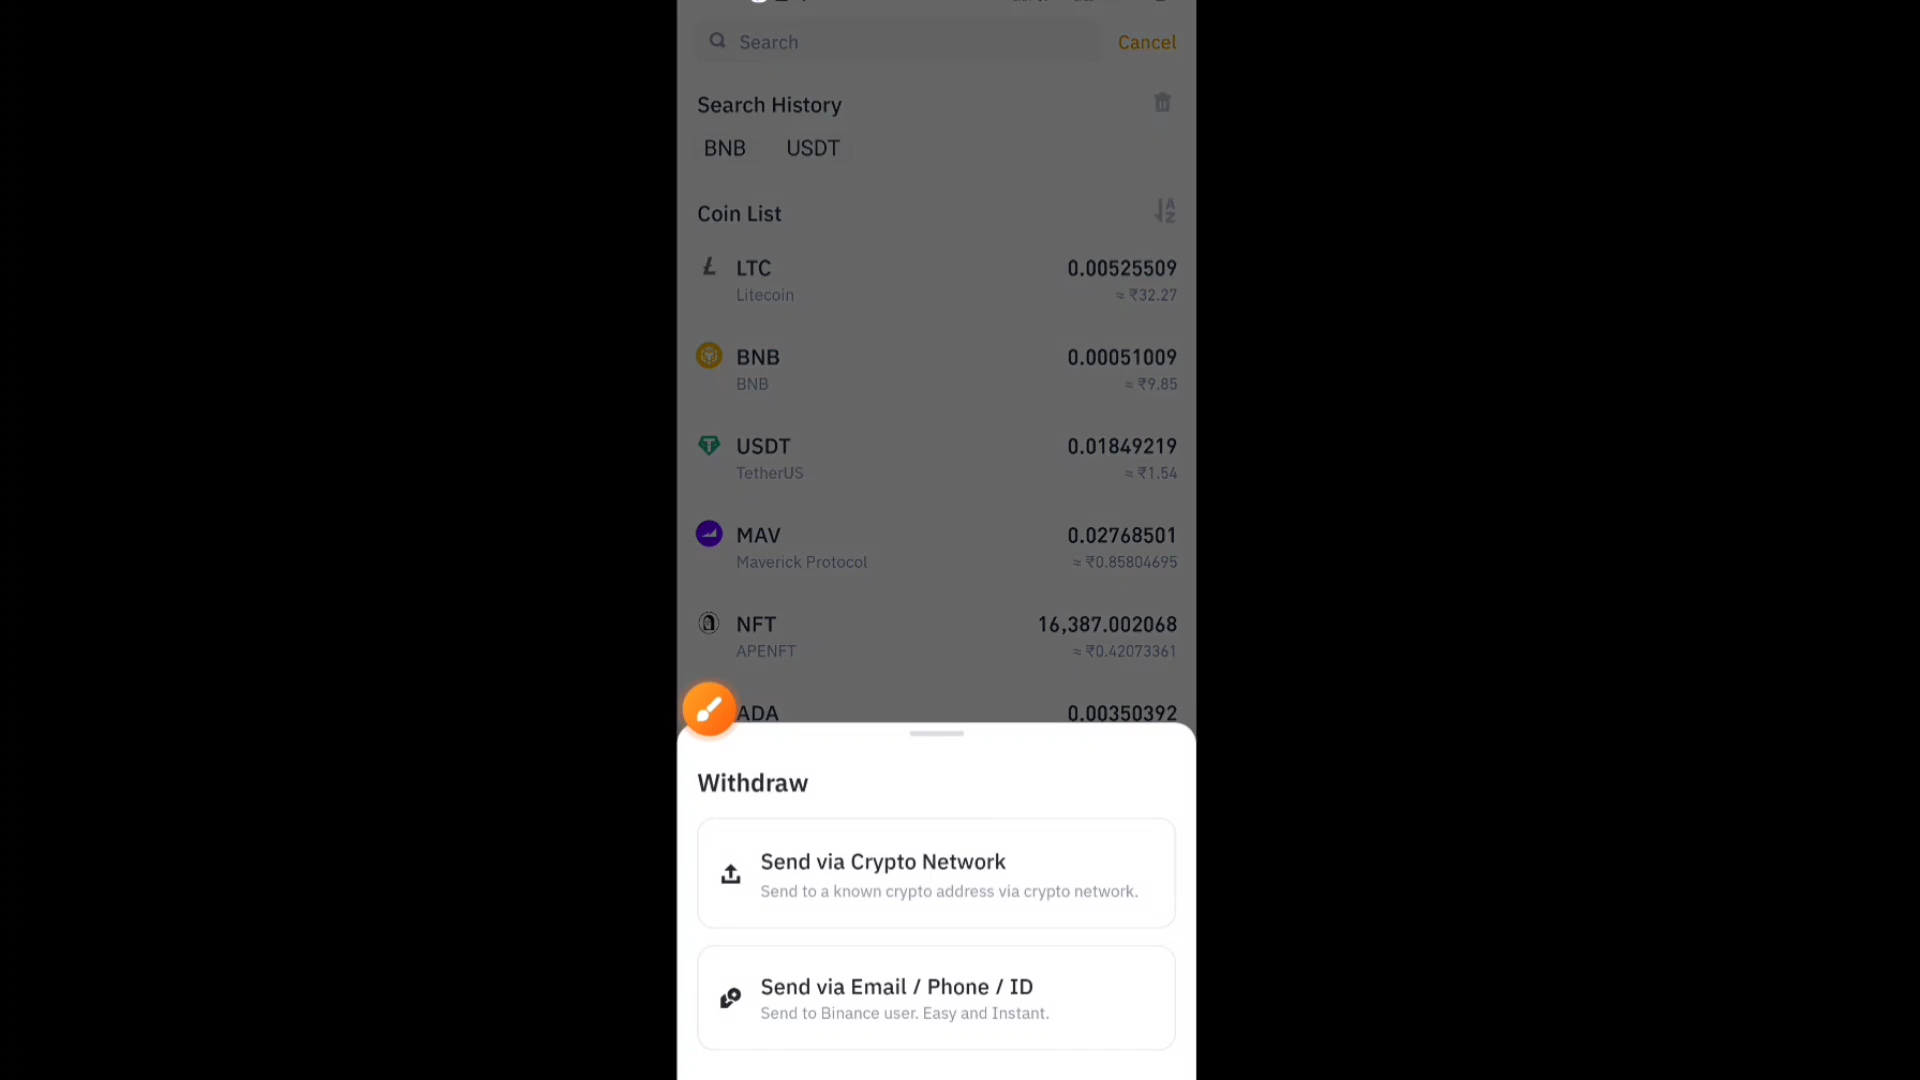 Search
Cancel
Search History
BNB USDT
Coin List
LTC 0.00525509
Litecoin ≈ ₹32.27
BNB 0.00051009
BNB ≈ ₹9.85
USDT 0.01849219
TetherUS ≈ ₹1.54
MAV 0.02768501
Maverick Protocol ≈ ₹0.85804695
NFT 16,387.002068
APENFT ≈ ₹0.42073361
ADA 0.00350392
Withdraw
Send via Crypto Network
Send to a known crypto address via crypto network.
Send via Email / Phone / ID
Send to Binance user. Easy and Instant.